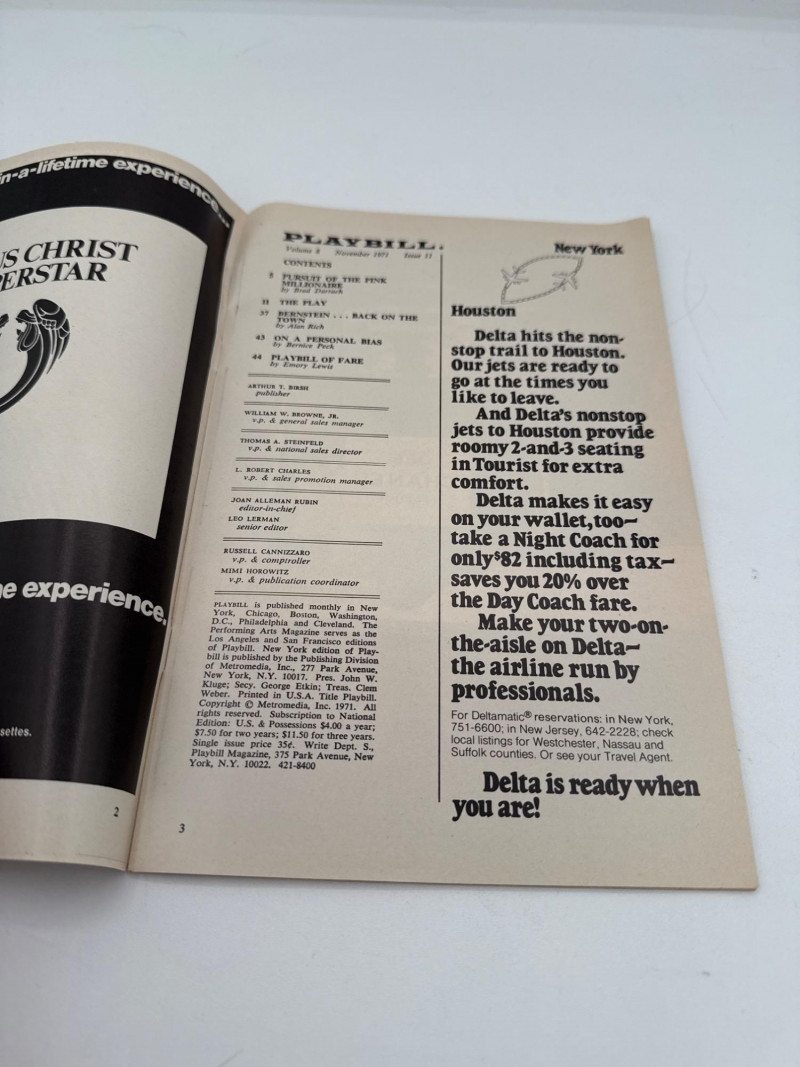 n-a-lifetime experience...
US CHRIST
PERSTAR
e experience.
settes.
2
PLAYBILL.
Volume 8 November 1971 Issue 11
CONTENTS
5 PURSUIT OF THE PINK
MILLIONAIRE
by Brad Darrach
11 THE PLAY
37 BERNSTEIN . . . BACK ON THE
TOWN
by Alan Rich
43 ON A PERSONAL BIAS
by Bernice Peck
44 PLAYBILL OF FARE
by Emory Lewis
ARTHUR T. BIRSH
publisher
WILLIAM W. BROWNE, JR.
v.p. & general sales manager
THOMAS A. STEINFELD
v.p. & national sales director
L. ROBERT CHARLES
v.p. & sales promotion manager
JOAN ALLEMAN RUBIN
editor-in-chief
LEO LERMAN
senior editor
RUSSELL CANNIZZARO
v.p. & comptroller
MIMI HOROWITZ
v.p. & publication coordinator
PLAYBILL is published monthly in New
York, Chicago, Boston, Washington,
D.C., Philadelphia and Cleveland. The
Performing Arts Magazine serves as the
Los Angeles and San Francisco editions
of Playbill. New York edition of Play-
bill is published by the Publishing Division
of Metromedia, Inc., 277 Park Avenue,
New York, N.Y. 10017. Pres. John W.
Kluge; Secy. George Etkin; Treas. Clem
Weber. Printed in U.S.A. Title Playbill.
Copyright © Metromedia, Inc. 1971. All
rights reserved. Subscription to National
Edition: U.S. & Possessions $4.00 a year;
$7.50 for two years; $11.50 for three years.
Single issue price 35¢. Write Dept. S.,
Playbill Magazine, 375 Park Avenue, New
York, N.Y. 10022. 421-8400
3
New York
Houston
Delta hits the non-
stop trail to Houston.
Our jets are ready to
go at the times you
like to leave.
And Delta's nonstop
jets to Houston provide
roomy 2-and-3 seating
in Tourist for extra
comfort.
Delta makes it easy
on your wallet, too—
take a Night Coach for
only $82 including tax—
saves you 20% over
the Day Coach fare.
Make your two-on-
the-aisle on Delta—
the airline run by
professionals.
For Deltamatic® reservations: in New York,
751-6600; in New Jersey, 642-2228; check
local listings for Westchester, Nassau and
Suffolk counties. Or see your Travel Agent.
Delta is ready when
you are!